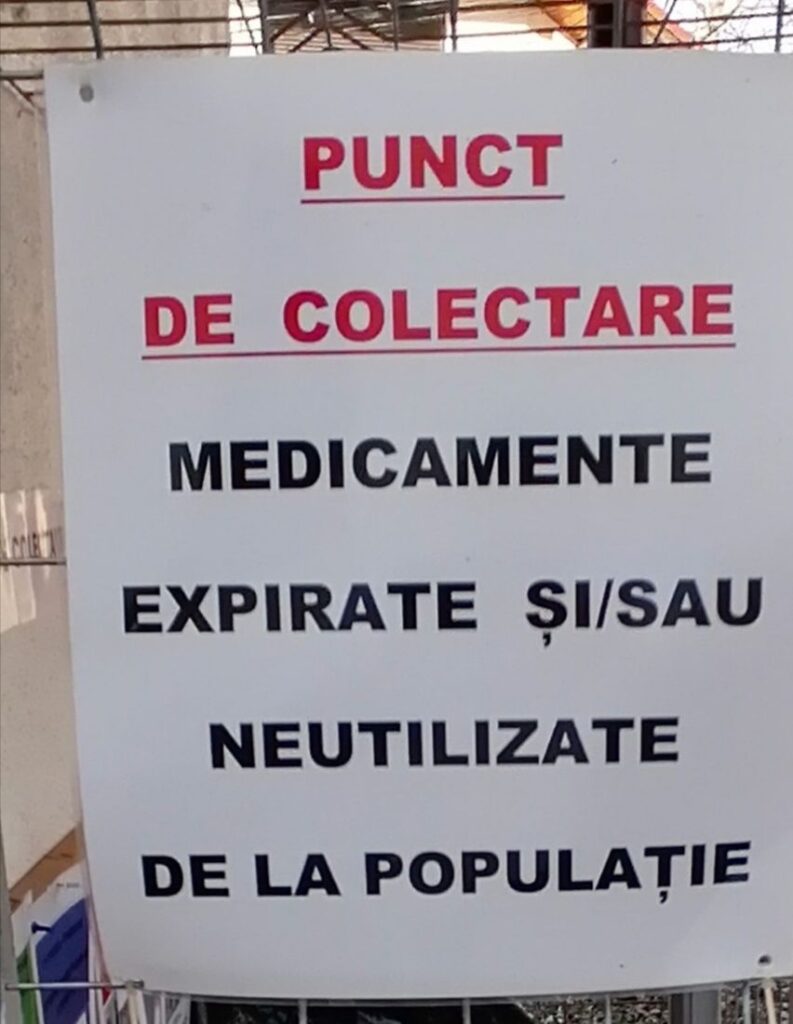 PUNCT
DE COLECTARE
MEDICAMENTE
EXPIRATE ȘI/SAU
NEUTILIZATE
DE LA POPULAȚIE